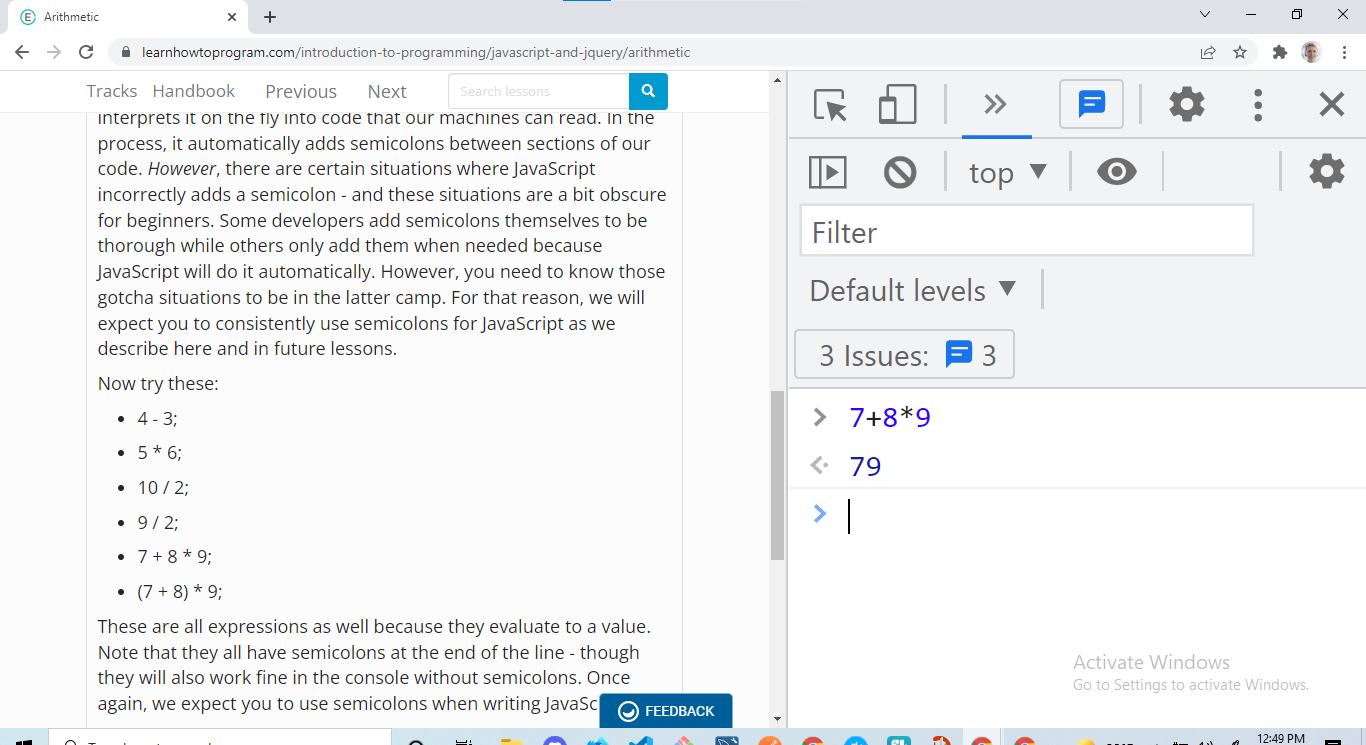 Arithmetic
learnhowtoprogram.com/introduction-to-programming/javascript-and-jquery/arithmetic
Tracks Handbook Previous Next Search lessons
interprets it on the fly into code that our machines can read. In the
process, it automatically adds semicolons between sections of our
code. However, there are certain situations where JavaScript
incorrectly adds a semicolon - and these situations are a bit obscure
for beginners. Some developers add semicolons themselves to be
thorough while others only add them when needed because
JavaScript will do it automatically. However, you need to know those
gotcha situations to be in the latter camp. For that reason, we will
expect you to consistently use semicolons for JavaScript as we
describe here and in future lessons.
Now try these:
• 4 - 3;
• 5 * 6;
• 10 / 2;
• 9 / 2;
• 7 + 8 * 9;
• (7 + 8) * 9;
These are all expressions as well because they evaluate to a value.
Note that they all have semicolons at the end of the line - though
they will also work fine in the console without semicolons. Once
again, we expect you to use semicolons when writing JavaSc
FEEDBACK
top
Filter
Default levels
3 Issues: 3
7+8*9
79
Activate Windows
Go to Settings to activate Windows.
12:49 PM